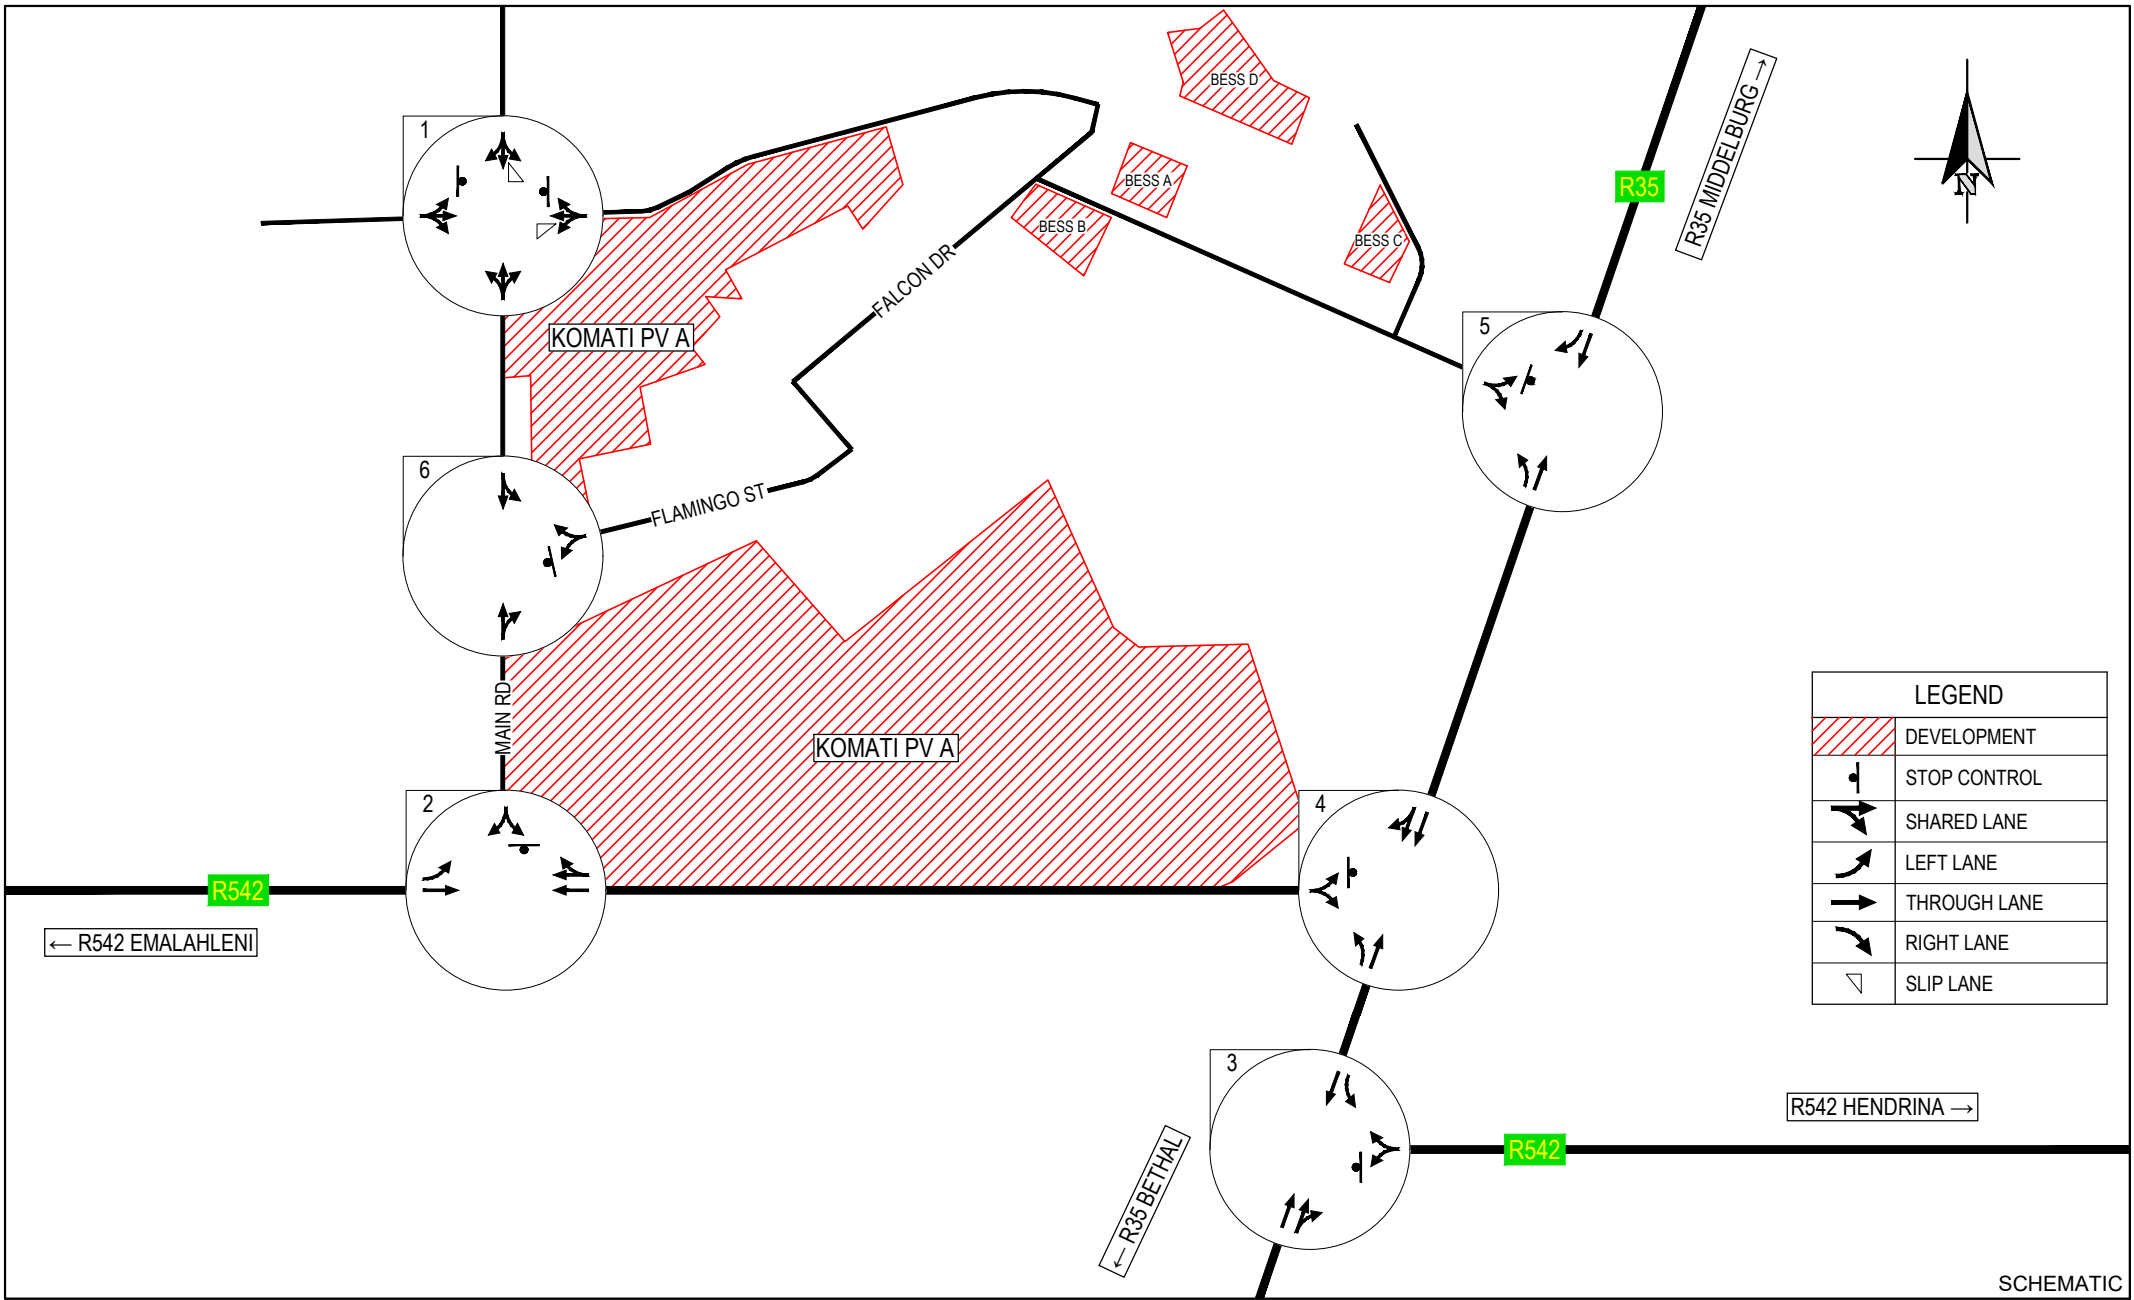 BESS D
R35 MIDDELBURG →
1
BESS A
R35
N
BESS B
BESS C
FALCON DR
KOMATI PV A
5
6
FLAMINGO ST
MAIN RD
KOMATI PV A
LEGEND
DEVELOPMENT
STOP CONTROL
SHARED LANE
LEFT LANE
THROUGH LANE
RIGHT LANE
SLIP LANE
2
4
R542
← R542 EMALAHLENI
3
R542 HENDRINA →
R542
← R35 BETHAL
SCHEMATIC